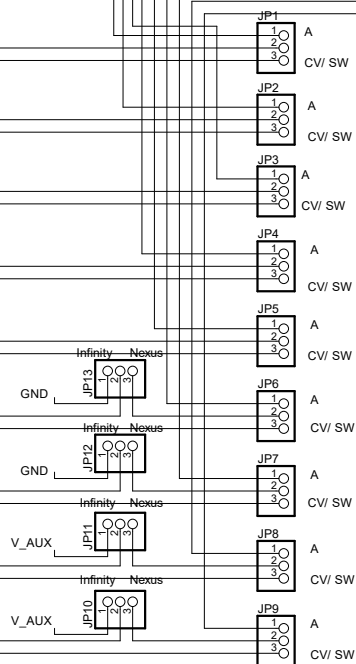 JP1
1 A
2
3 CV/ SW
JP2
1 A
2
3 CV/ SW
JP3
1 A
2
3 CV/ SW
JP4
1 A
2
3 CV/ SW
JP5
1 A
2
3 CV/ SW
Infinity Nexus
JP13
1 2 3
GND
JP6
1 A
2
3 CV/ SW
Infinity Nexus
JP12
1 2 3
GND
JP7
1 A
2
3 CV/ SW
Infinity Nexus
JP11
1 2 3
V_AUX
JP8
1 A
2
3 CV/ SW
Infinity Nexus
JP10
1 2 3
V_AUX
JP9
1 A
2
3 CV/ SW